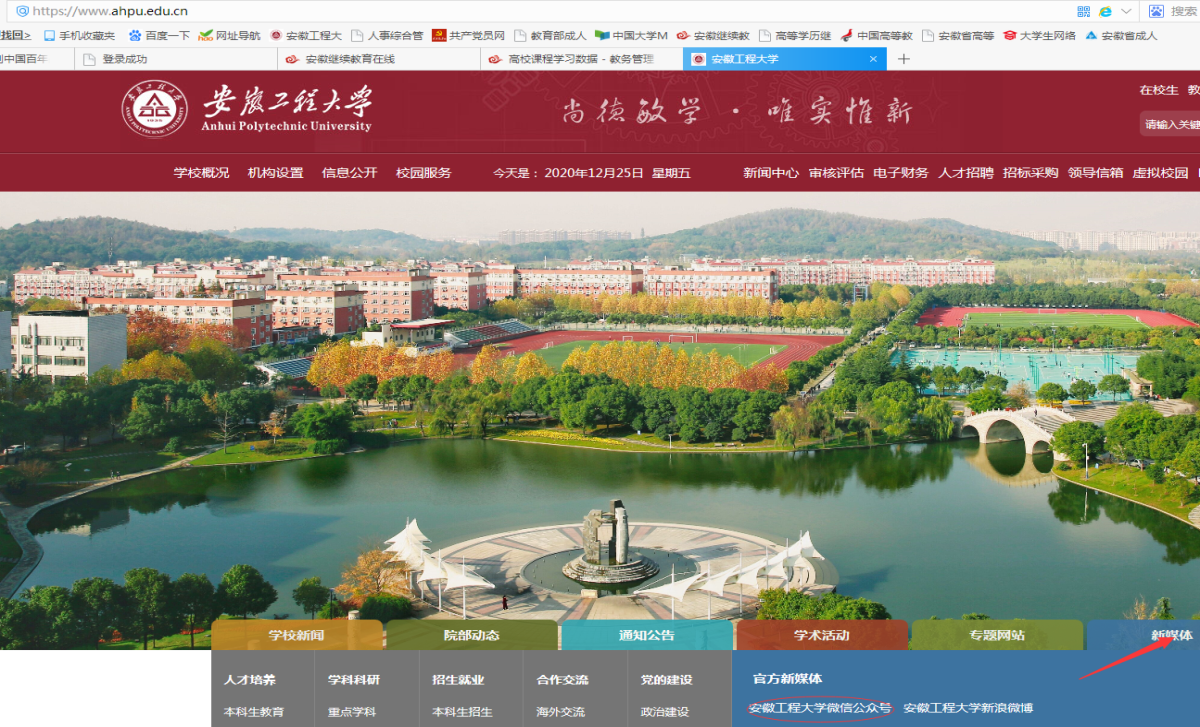 https://www.ahpu.edu.cn 搜索
找回> 手机收藏夹 百度一下 网址导航 安徽工程大 人事综合管 共产党员网 教育部成人 中国大学M 安徽继续教 高等学历继 中国高等教 安徽省高等 大学生网络 安徽省成人
中国百年 登录成功 安徽继续教育在线 高校课程学习数据 - 教务管理 安徽工程大学 × +
安徽工程大学
Anhui Polytechnic University
尚德敏学·唯实惟新
在校生 教
请输入关键
学校概况 机构设置 信息公开 校园服务 今天是：2020年12月25日 星期五 新闻中心 审核评估 电子财务 人才招聘 招标采购 领导信箱 虚拟校园
学校新闻 院部动态 通知公告 学术活动 专题网站 新媒体
人才培养 学科科研 招生就业 合作交流 党的建设 官方新媒体
本科生教育 重点学科 本科生招生 海外交流 政治建设 安徽工程大学微信公众号 安徽工程大学新浪微博